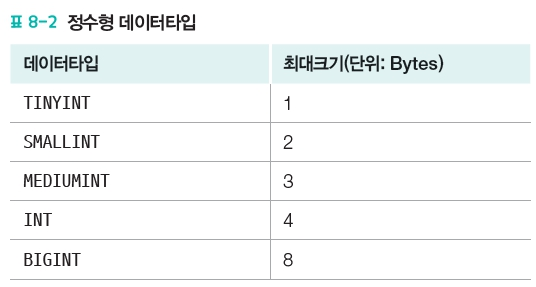 표 8-2 정수형 데이터타입
데이터타입 최대크기(단위: Bytes)
TINYINT 1
SMALLINT 2
MEDIUMINT 3
INT 4
BIGINT 8